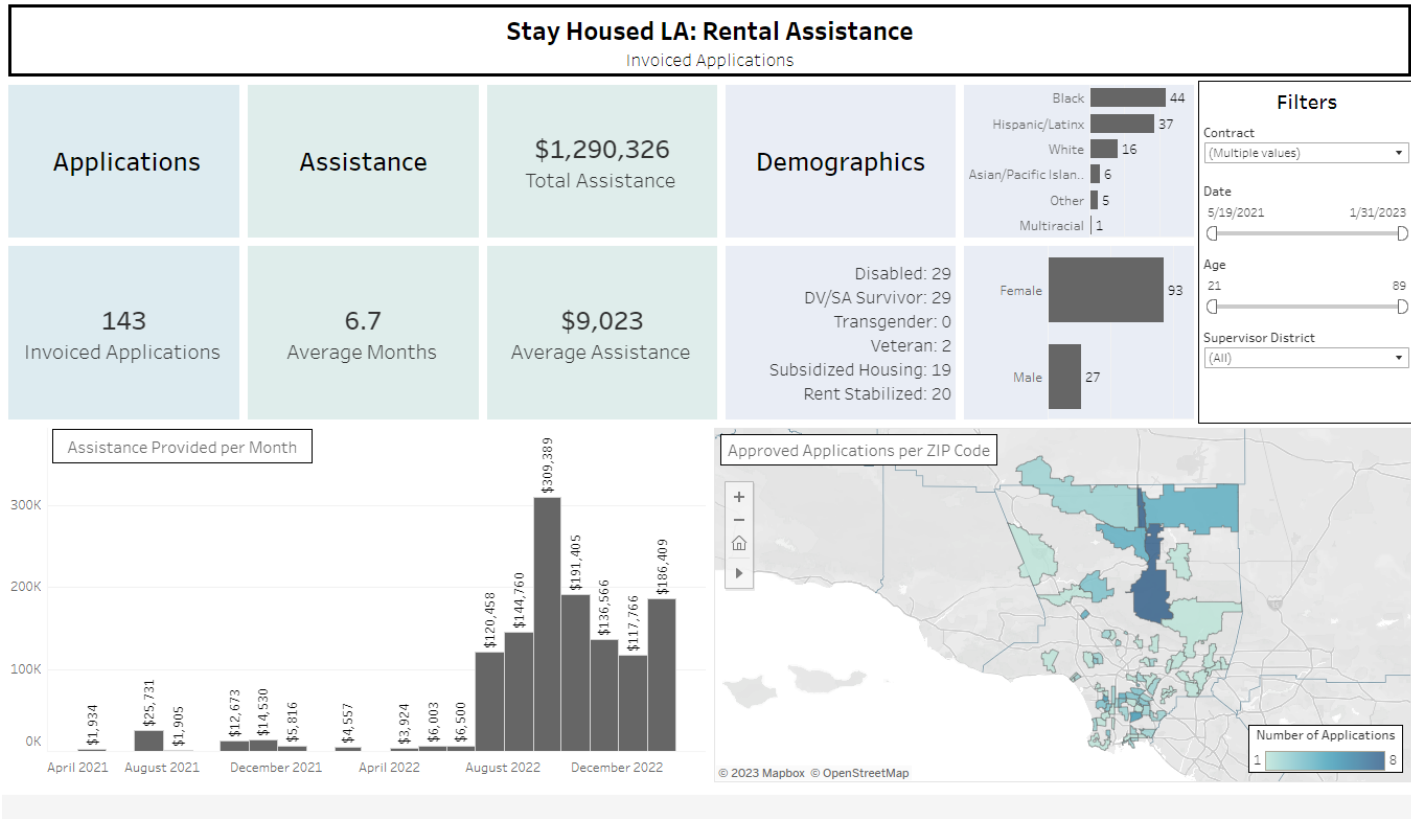 Stay Housed LA: Rental Assistance
Invoiced Applications
Applications
Assistance
$1,290,326
Total Assistance
Demographics
Black 44
Hispanic/Latinx 37
White 16
Asian/Pacific Islan.. 6
Other 5
Multiracial 1
Filters
Contract
(Multiple values)
Date
5/19/2021 1/31/2023
Age
21 89
Supervisor District
(All)
143
Invoiced Applications
6.7
Average Months
$9,023
Average Assistance
Disabled: 29
DV/SA Survivor: 29
Transgender: 0
Veteran: 2
Subsidized Housing: 19
Rent Stabilized: 20
Female 93
Male 27
Assistance Provided per Month
300K
200K
100K
0K
$1,934
$25,731
$1,905
$12,673
$14,530
$5,816
$4,557
$3,924
$6,003
$6,500
$120,458
$144,760
$309,389
$191,405
$136,566
$117,766
$186,409
April 2021 August 2021 December 2021 April 2022 August 2022 December 2022
Approved Applications per ZIP Code
+
−
Number of Applications
1 8
© 2023 Mapbox © OpenStreetMap